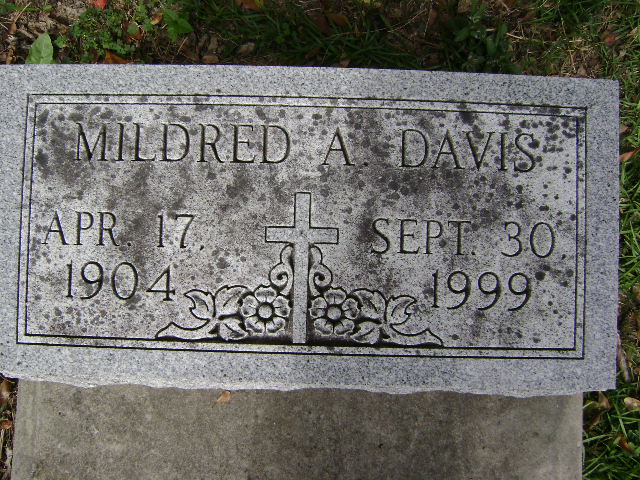 MILDRED A. DAVIS
APR. 17, SEPT. 30,
1904 1999